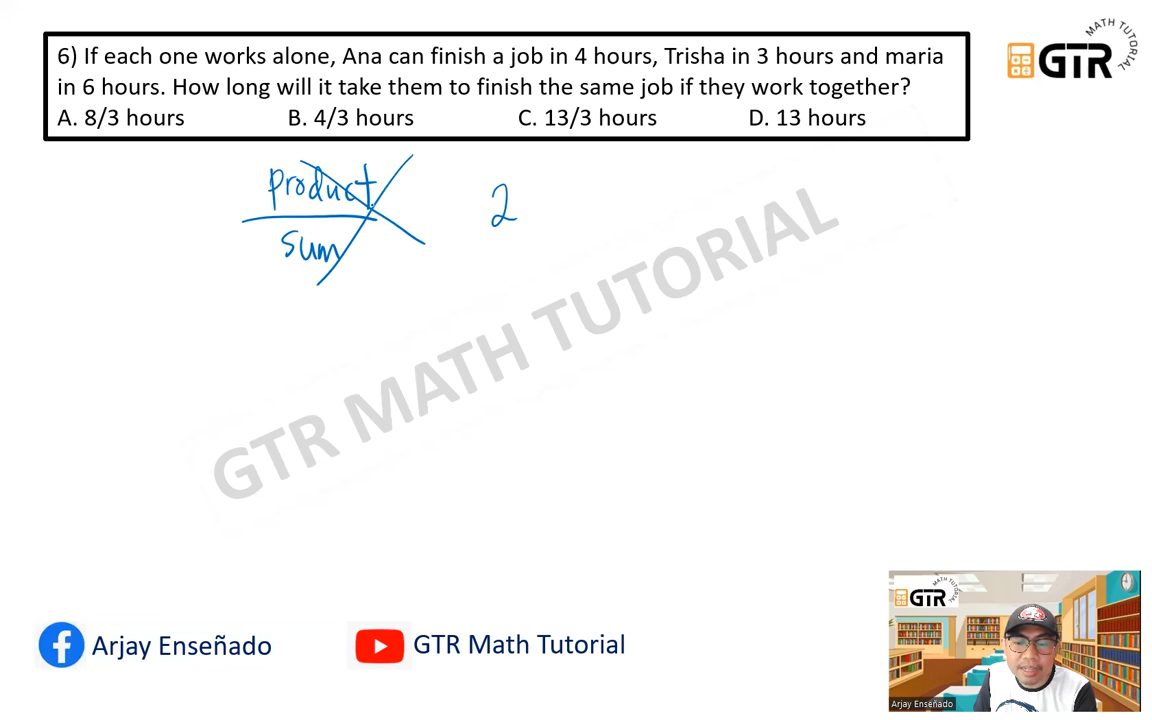 6) If each one works alone, Ana can finish a job in 4 hours, Trisha in 3 hours and maria
in 6 hours. How long will it take them to finish the same job if they work together?
A. 8/3 hours B. 4/3 hours C. 13/3 hours D. 13 hours
MATH TUTORIAL
GTR
product
sum
2
GTR MATH TUTORIAL
Arjay Enseñado
GTR Math Tutorial
MATH TUTORIAL
GTR
Arjay Enseñado